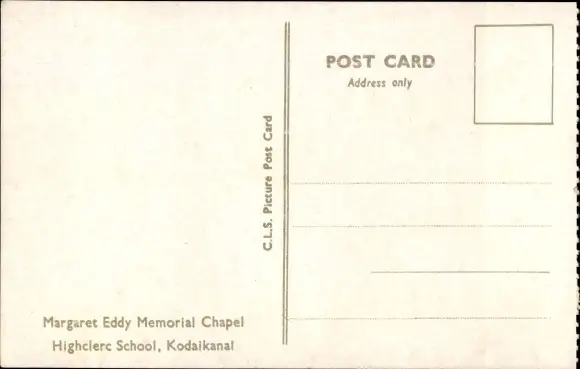 POST CARD
Address only
C.L.S. Picture Post Card
Margaret Eddy Memorial Chapel
Highclerc School, Kodaikanal